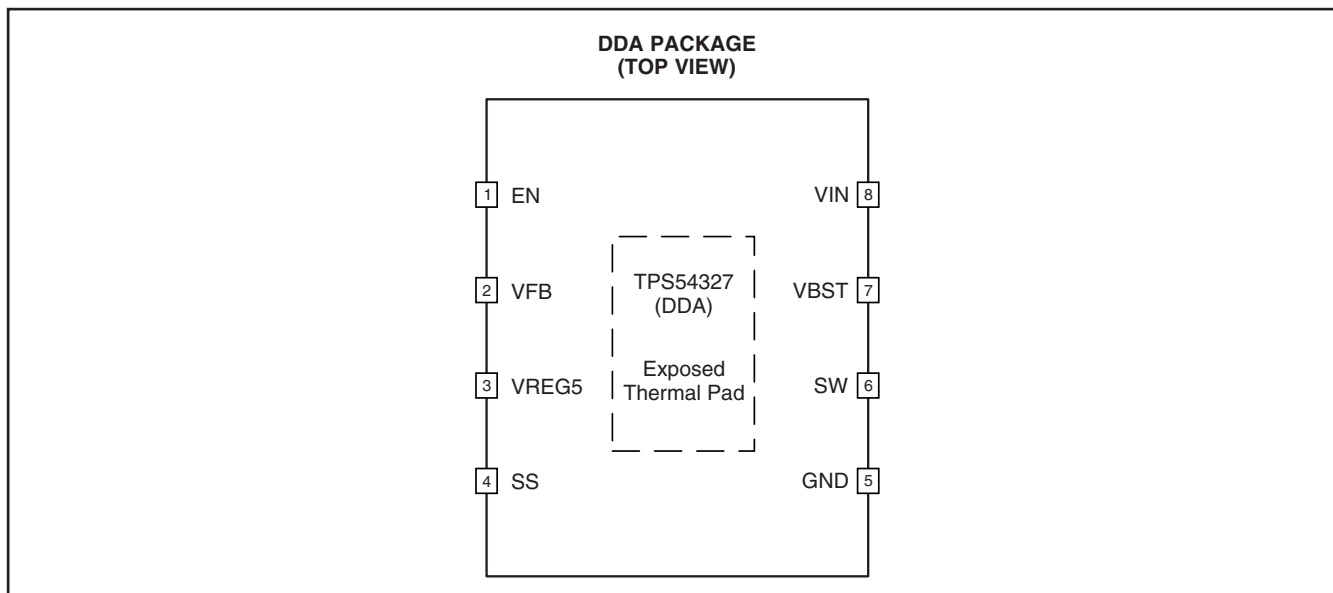 DDA PACKAGE
(TOP VIEW)
1 EN
VIN 8
2 VFB
TPS54327
(DDA)
VBST 7
3 VREG5
Exposed
Thermal Pad
SW 6
4 SS
GND 5